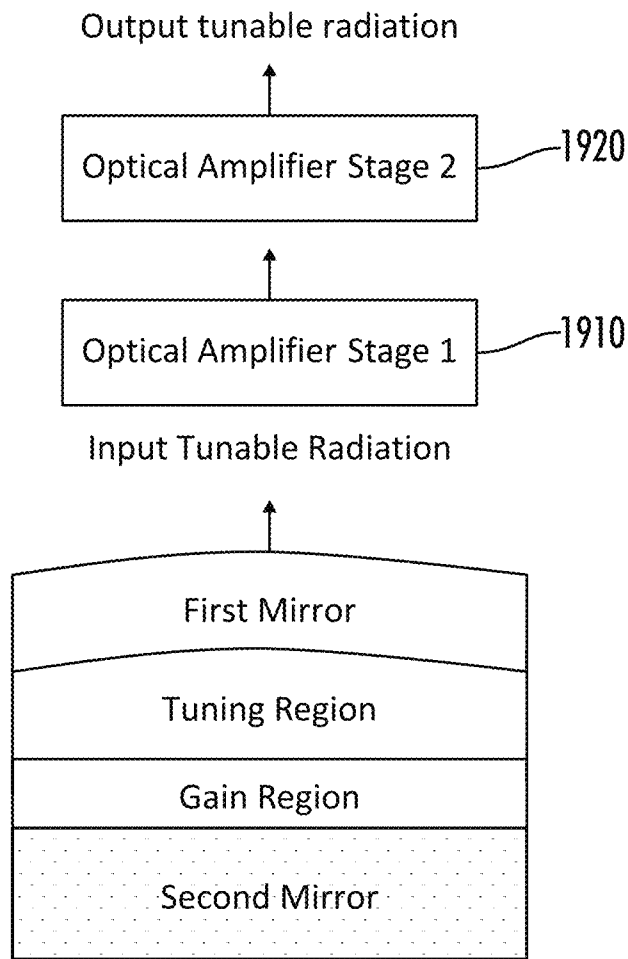 Output tunable radiation
Optical Amplifier Stage 2
1920
Optical Amplifier Stage 1
1910
Input Tunable Radiation
First Mirror
Tuning Region
Gain Region
Second Mirror